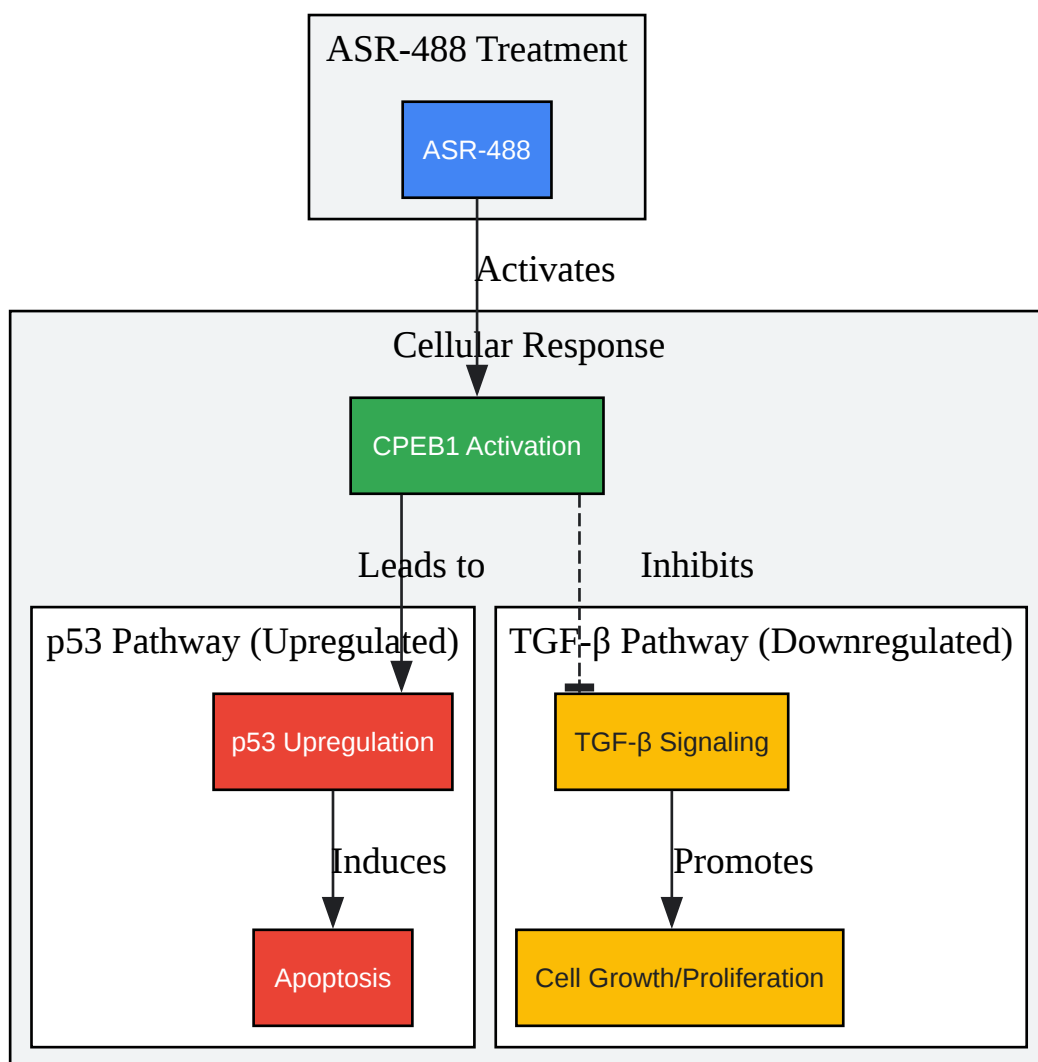 ASR-488 Treatment
ASR-488
Activates
Cellular Response
CPEB1 Activation
Leads to
Inhibits
p53 Pathway (Upregulated)
TGF-β Pathway (Downregulated)
p53 Upregulation
TGF-β Signaling
Induces
Promotes
Apoptosis
Cell Growth/Proliferation